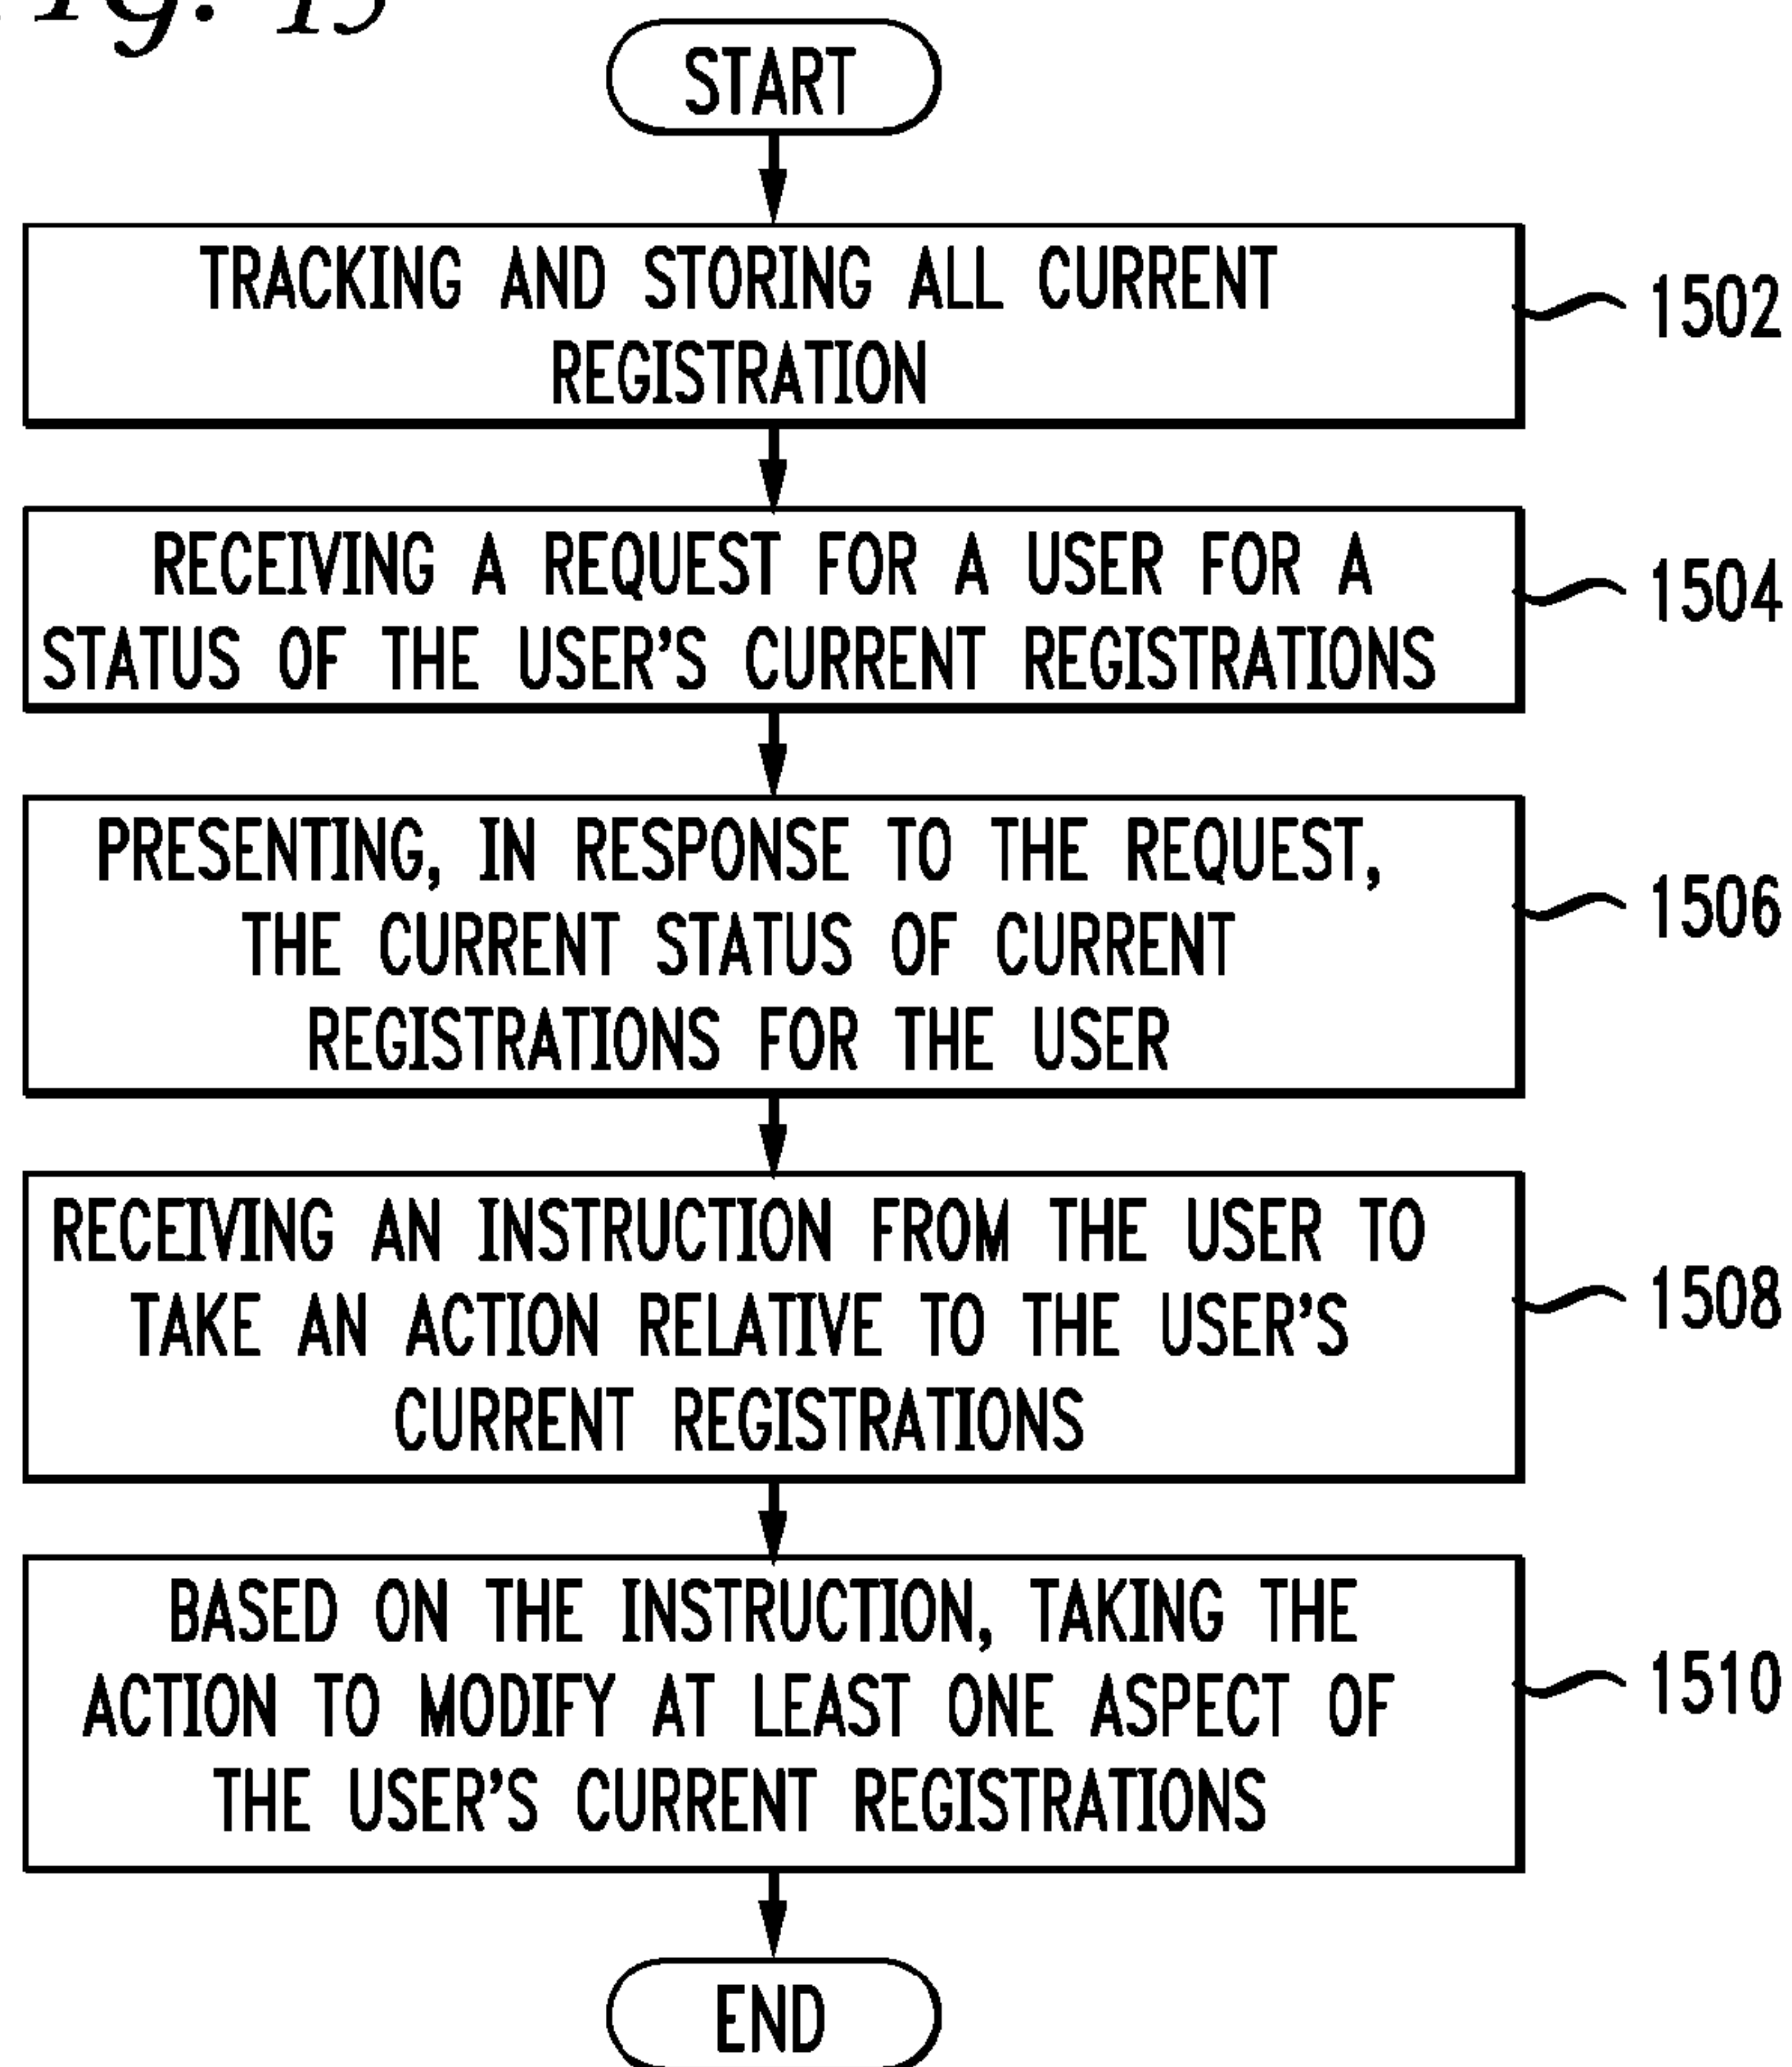 Fig. 15
START
TRACKING AND STORING ALL CURRENT
REGISTRATION
1502
RECEIVING A REQUEST FOR A USER FOR A
STATUS OF THE USER'S CURRENT REGISTRATIONS
1504
PRESENTING, IN RESPONSE TO THE REQUEST,
THE CURRENT STATUS OF CURRENT
REGISTRATIONS FOR THE USER
1506
RECEIVING AN INSTRUCTION FROM THE USER TO
TAKE AN ACTION RELATIVE TO THE USER'S
CURRENT REGISTRATIONS
1508
BASED ON THE INSTRUCTION, TAKING THE
ACTION TO MODIFY AT LEAST ONE ASPECT OF
THE USER'S CURRENT REGISTRATIONS
1510
END